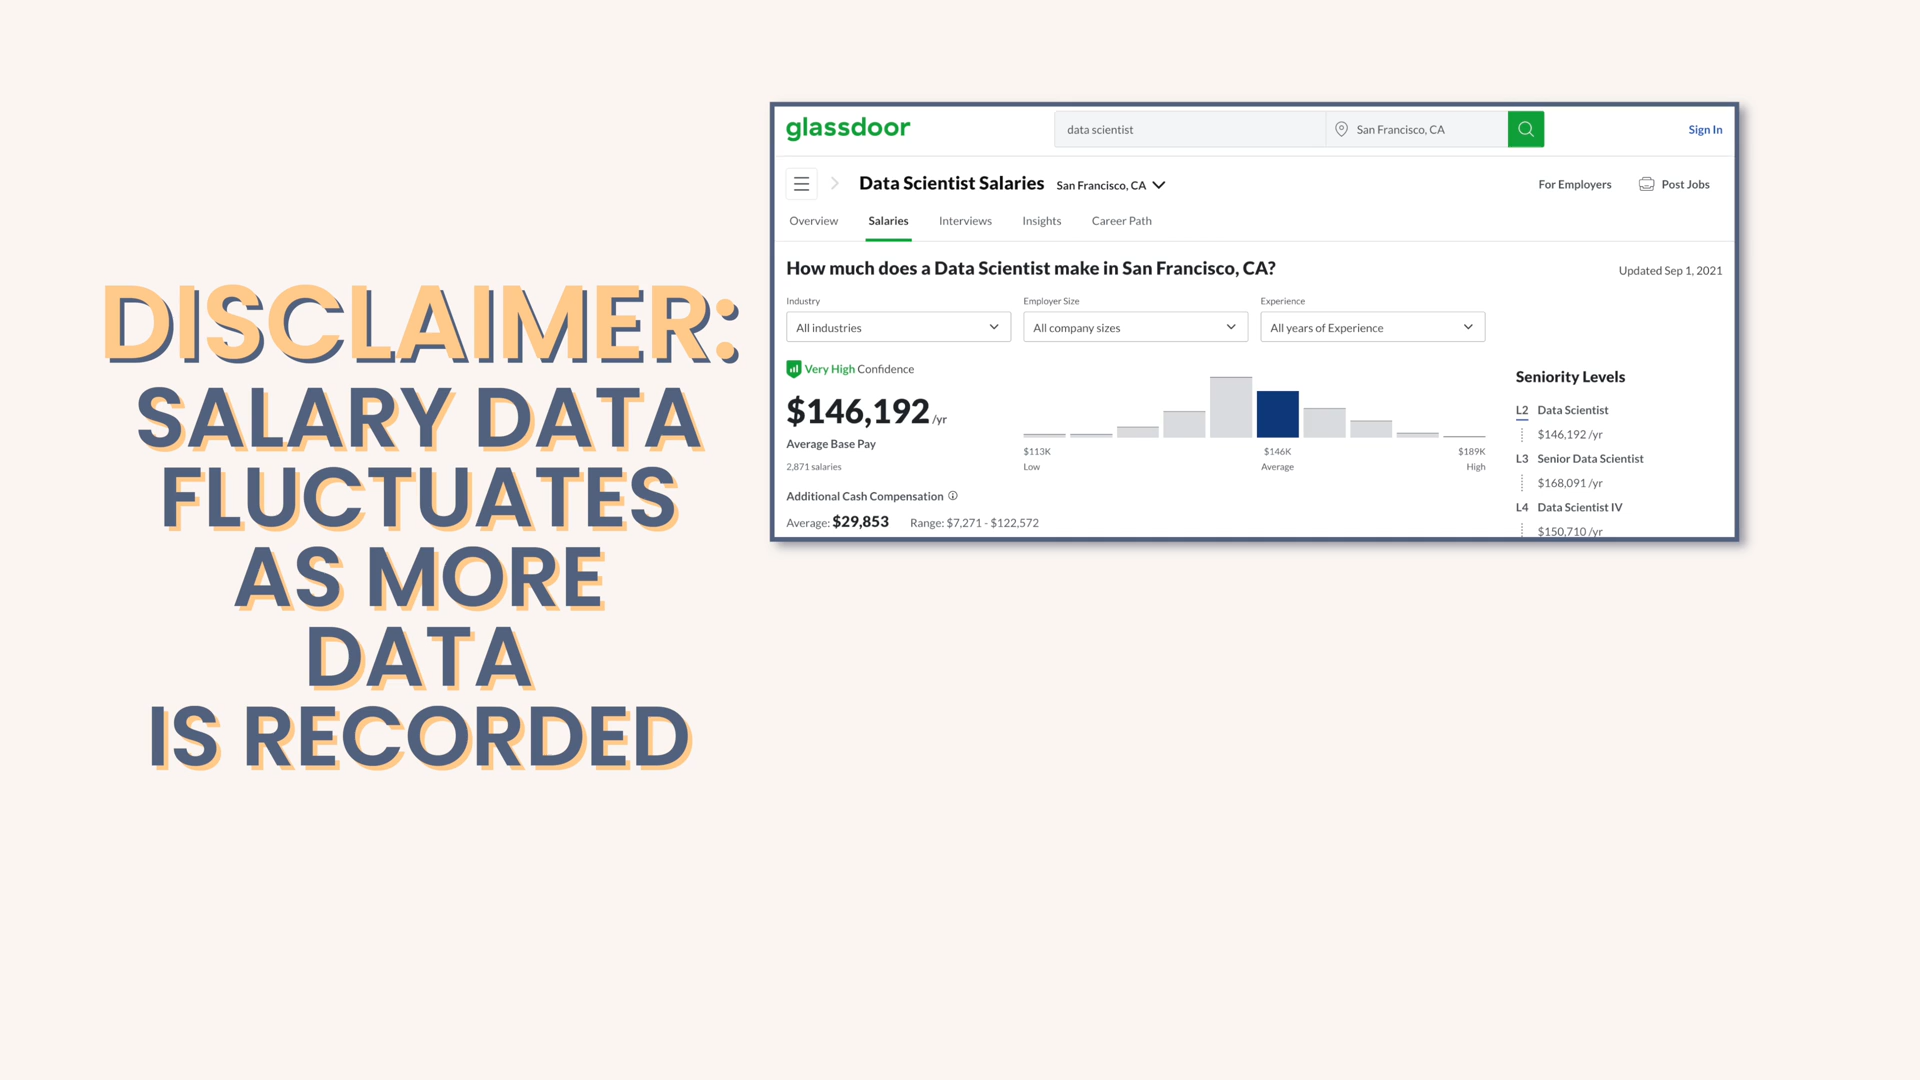 DISCLAIMER:
SALARY DATA
FLUCTUATES
AS MORE
DATA
IS RECORDED
glassdoor
data scientist
San Francisco, CA
Sign In
Data Scientist Salaries
San Francisco, CA
For Employers
Post Jobs
Overview
Salaries
Interviews
Insights
Career Path
How much does a Data Scientist make in San Francisco, CA?
Updated Sep 1, 2021
Industry
Employer Size
Experience
All industries
All company sizes
All years of Experience
Very High Confidence
$146,192 /yr
Average Base Pay
2,871 salaries
$113K
Low
$146K
Average
$189K
High
Additional Cash Compensation
Average: $29,853 Range: $7,271 - $122,572
Seniority Levels
L2 Data Scientist
$146,192 /yr
L3 Senior Data Scientist
$168,091 /yr
L4 Data Scientist IV
$150,710 /yr